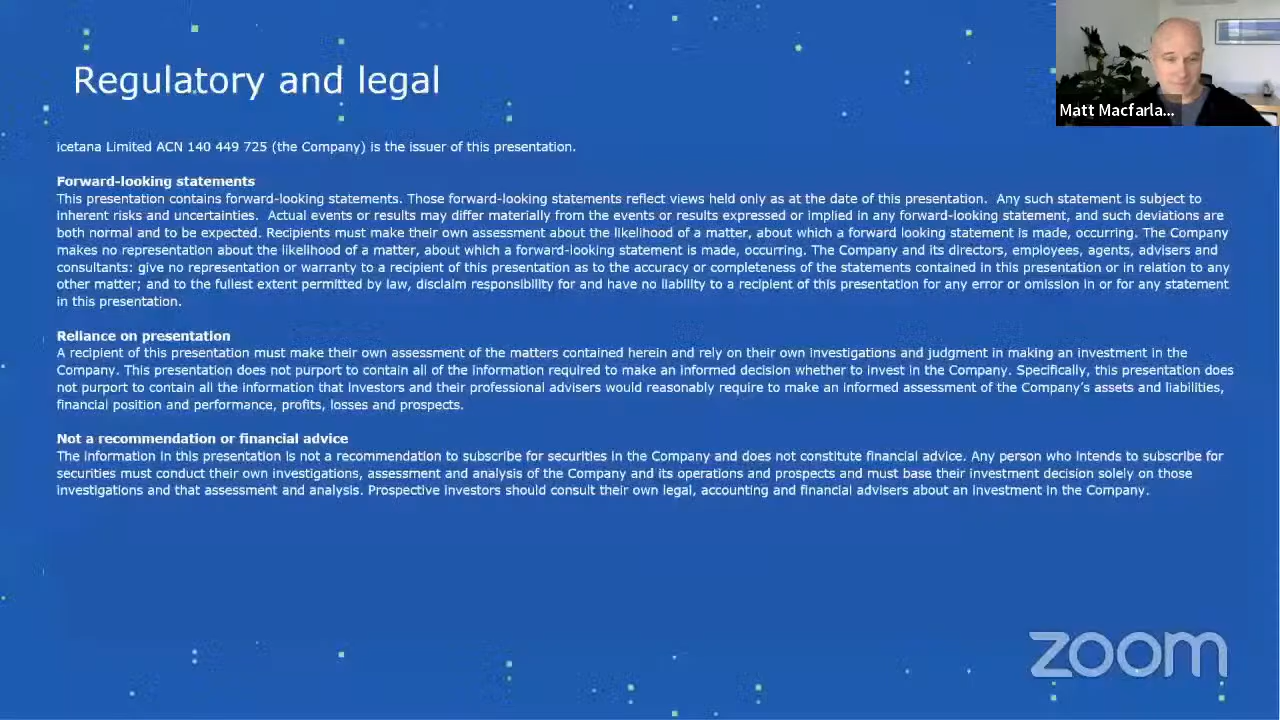 Regulatory and legal
Matt Macfarla...
icetana Limited ACN 140 449 725 (the Company) is the issuer of this presentation.
Forward-looking statements
This presentation contains forward-looking statements. Those forward-looking statements reflect views held only as at the date of this presentation. Any such statement is subject to
inherent risks and uncertainties. Actual events or results may differ materially from the events or results expressed or implied in any forward-looking statement, and such deviations are
both normal and to be expected. Recipients must make their own assessment about the likelihood of a matter, about which a forward looking statement is made, occurring. The Company
makes no representation about the likelihood of a matter, about which a forward-looking statement is made, occurring. The Company and its directors, employees, agents, advisers and
consultants: give no representation or warranty to a recipient of this presentation as to the accuracy or completeness of the statements contained in this presentation or in relation to any
other matter; and to the fullest extent permitted by law, disclaim responsibility for and have no liability to a recipient of this presentation for any error or omission in or for any statement
in this presentation.
Reliance on presentation
A recipient of this presentation must make their own assessment of the matters contained herein and rely on their own investigations and judgment in making an investment in the
Company. This presentation does not purport to contain all of the information required to make an informed decision whether to invest in the Company. Specifically, this presentation does
not purport to contain all the information that investors and their professional advisers would reasonably require to make an informed assessment of the Company's assets and liabilities,
financial position and performance, profits, losses and prospects.
Not a recommendation or financial advice
The information in this presentation is not a recommendation to subscribe for securities in the Company and does not constitute financial advice. Any person who intends to subscribe for
securities must conduct their own investigations, assessment and analysis of the Company and its operations and prospects and must base their investment decision solely on those
investigations and that assessment and analysis. Prospective investors should consult their own legal, accounting and financial advisers about an investment in the Company.
zoom